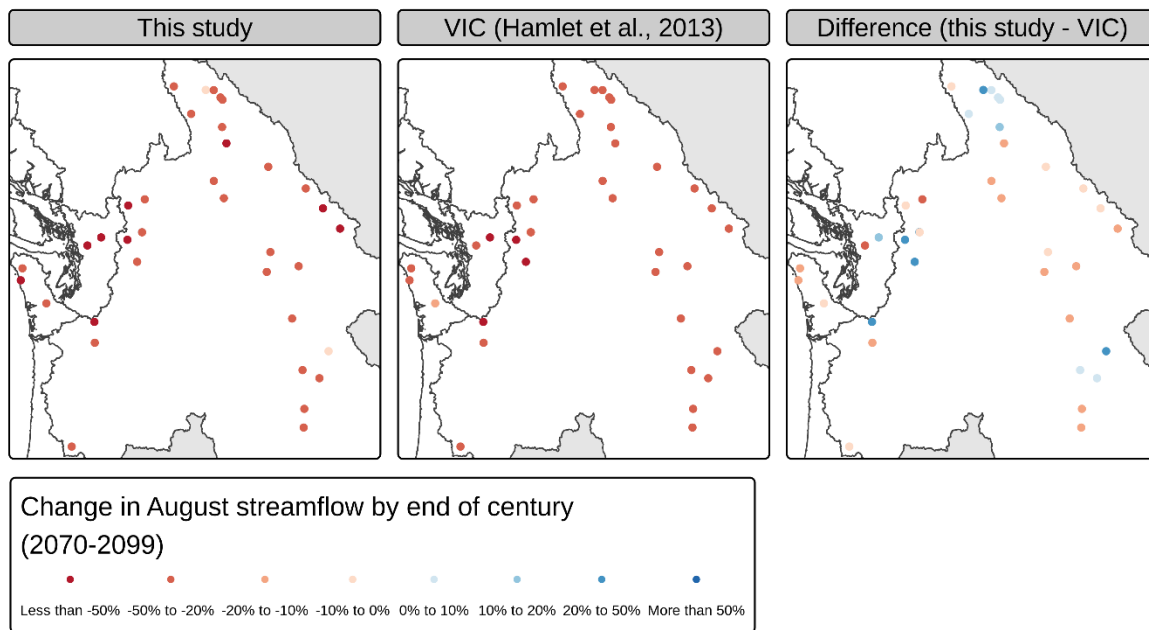 This study
VIC (Hamlet et al., 2013)
Difference (this study - VIC)
Change in August streamflow by end of century
(2070-2099)
Less than -50% -50% to -20% -20% to -10% -10% to 0% 0% to 10% 10% to 20% 20% to 50% More than 50%